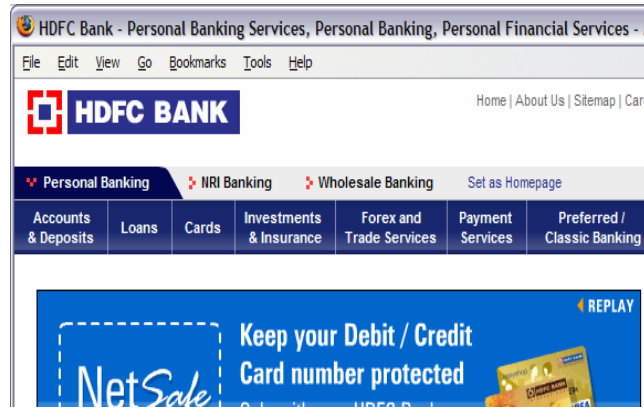 HDFC Bank - Personal Banking Services, Personal Banking, Personal Financial Services -
File Edit View Go Bookmarks Tools Help
HDFC BANK
Home | About Us | Sitemap | Car
Personal Banking NRI Banking Wholesale Banking Set as Homepage
Accounts & Deposits
Loans
Cards
Investments & Insurance
Forex and Trade Services
Payment Services
Preferred / Classic Banking
REPLAY
Keep your Debit / Credit
Card number protected
NetSafe
HDFC BANK
VISA